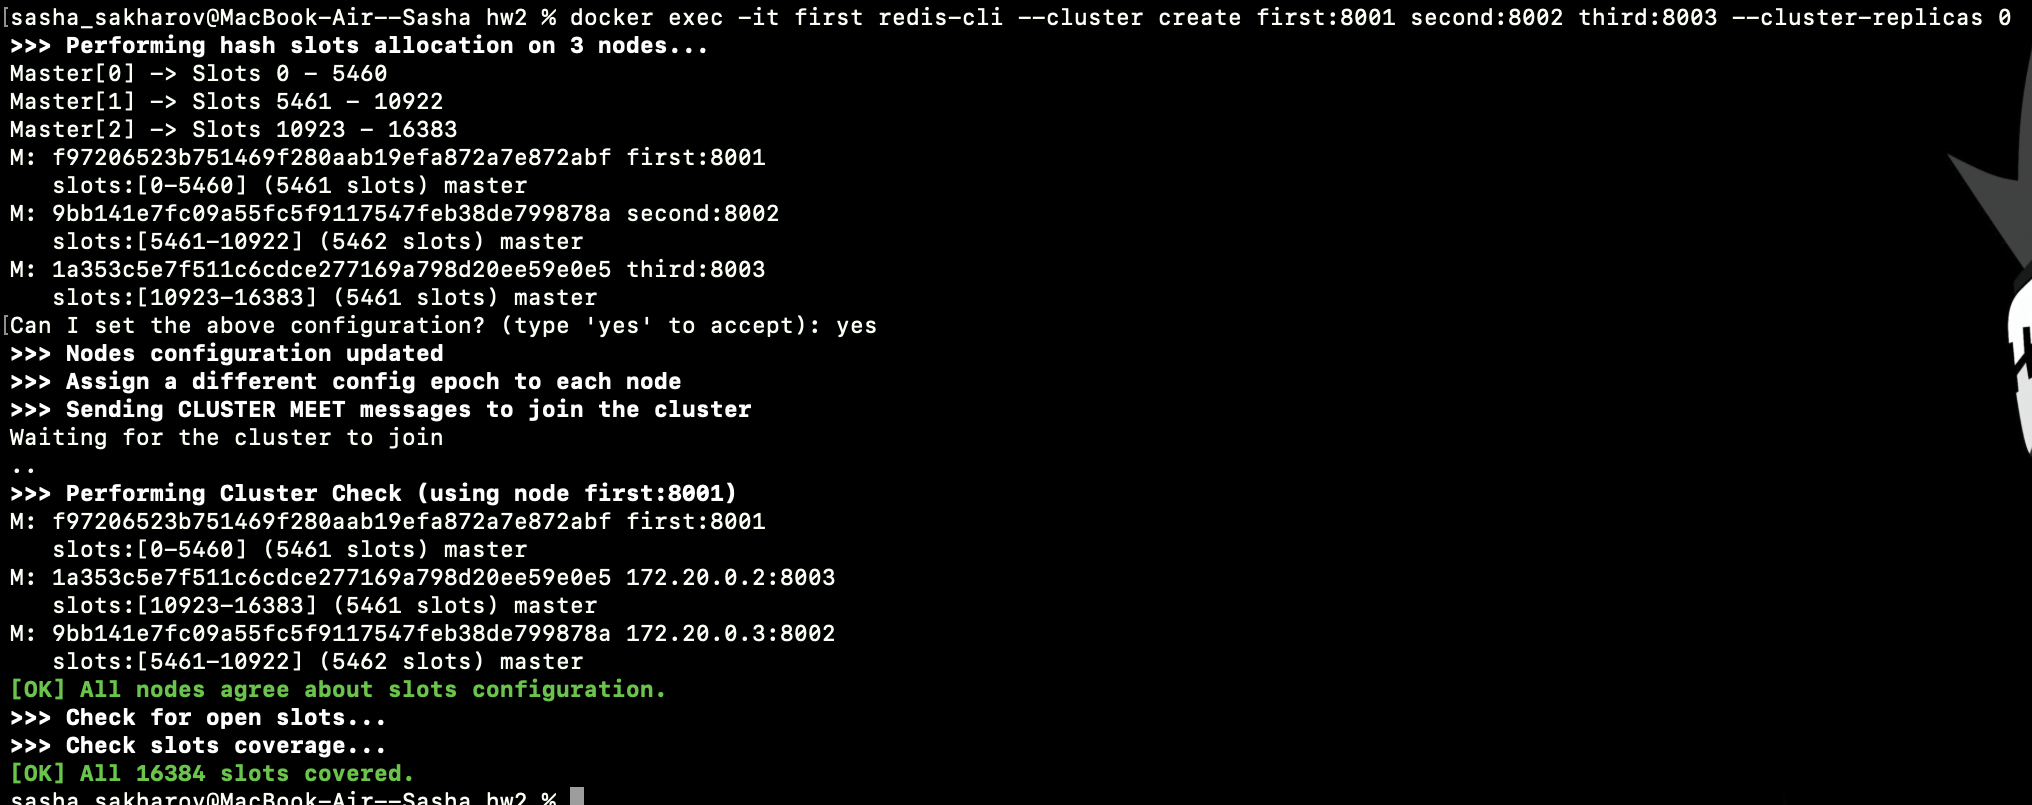 [sasha_sakharov@MacBook-Air--Sasha hw2 % docker exec -it first redis-cli --cluster create first:8001 second:8002 third:8003 --cluster-replicas 0
>>> Performing hash slots allocation on 3 nodes...
Master[0] -> Slots 0 - 5460
Master[1] -> Slots 5461 - 10922
Master[2] -> Slots 10923 - 16383
M: f97206523b751469f280aab19efa872a7e872abf first:8001
   slots:[0-5460] (5461 slots) master
M: 9bb141e7fc09a55fc5f9117547feb38de799878a second:8002
   slots:[5461-10922] (5462 slots) master
M: 1a353c5e7f511c6cdce277169a798d20ee59e0e5 third:8003
   slots:[10923-16383] (5461 slots) master
[Can I set the above configuration? (type 'yes' to accept): yes
>>> Nodes configuration updated
>>> Assign a different config epoch to each node
>>> Sending CLUSTER MEET messages to join the cluster
Waiting for the cluster to join
..
>>> Performing Cluster Check (using node first:8001)
M: f97206523b751469f280aab19efa872a7e872abf first:8001
   slots:[0-5460] (5461 slots) master
M: 1a353c5e7f511c6cdce277169a798d20ee59e0e5 172.20.0.2:8003
   slots:[10923-16383] (5461 slots) master
M: 9bb141e7fc09a55fc5f9117547feb38de799878a 172.20.0.3:8002
   slots:[5461-10922] (5462 slots) master
[OK] All nodes agree about slots configuration.
>>> Check for open slots...
>>> Check slots coverage...
[OK] All 16384 slots covered.
sasha_sakharov@MacBook-Air--Sasha hw2 %